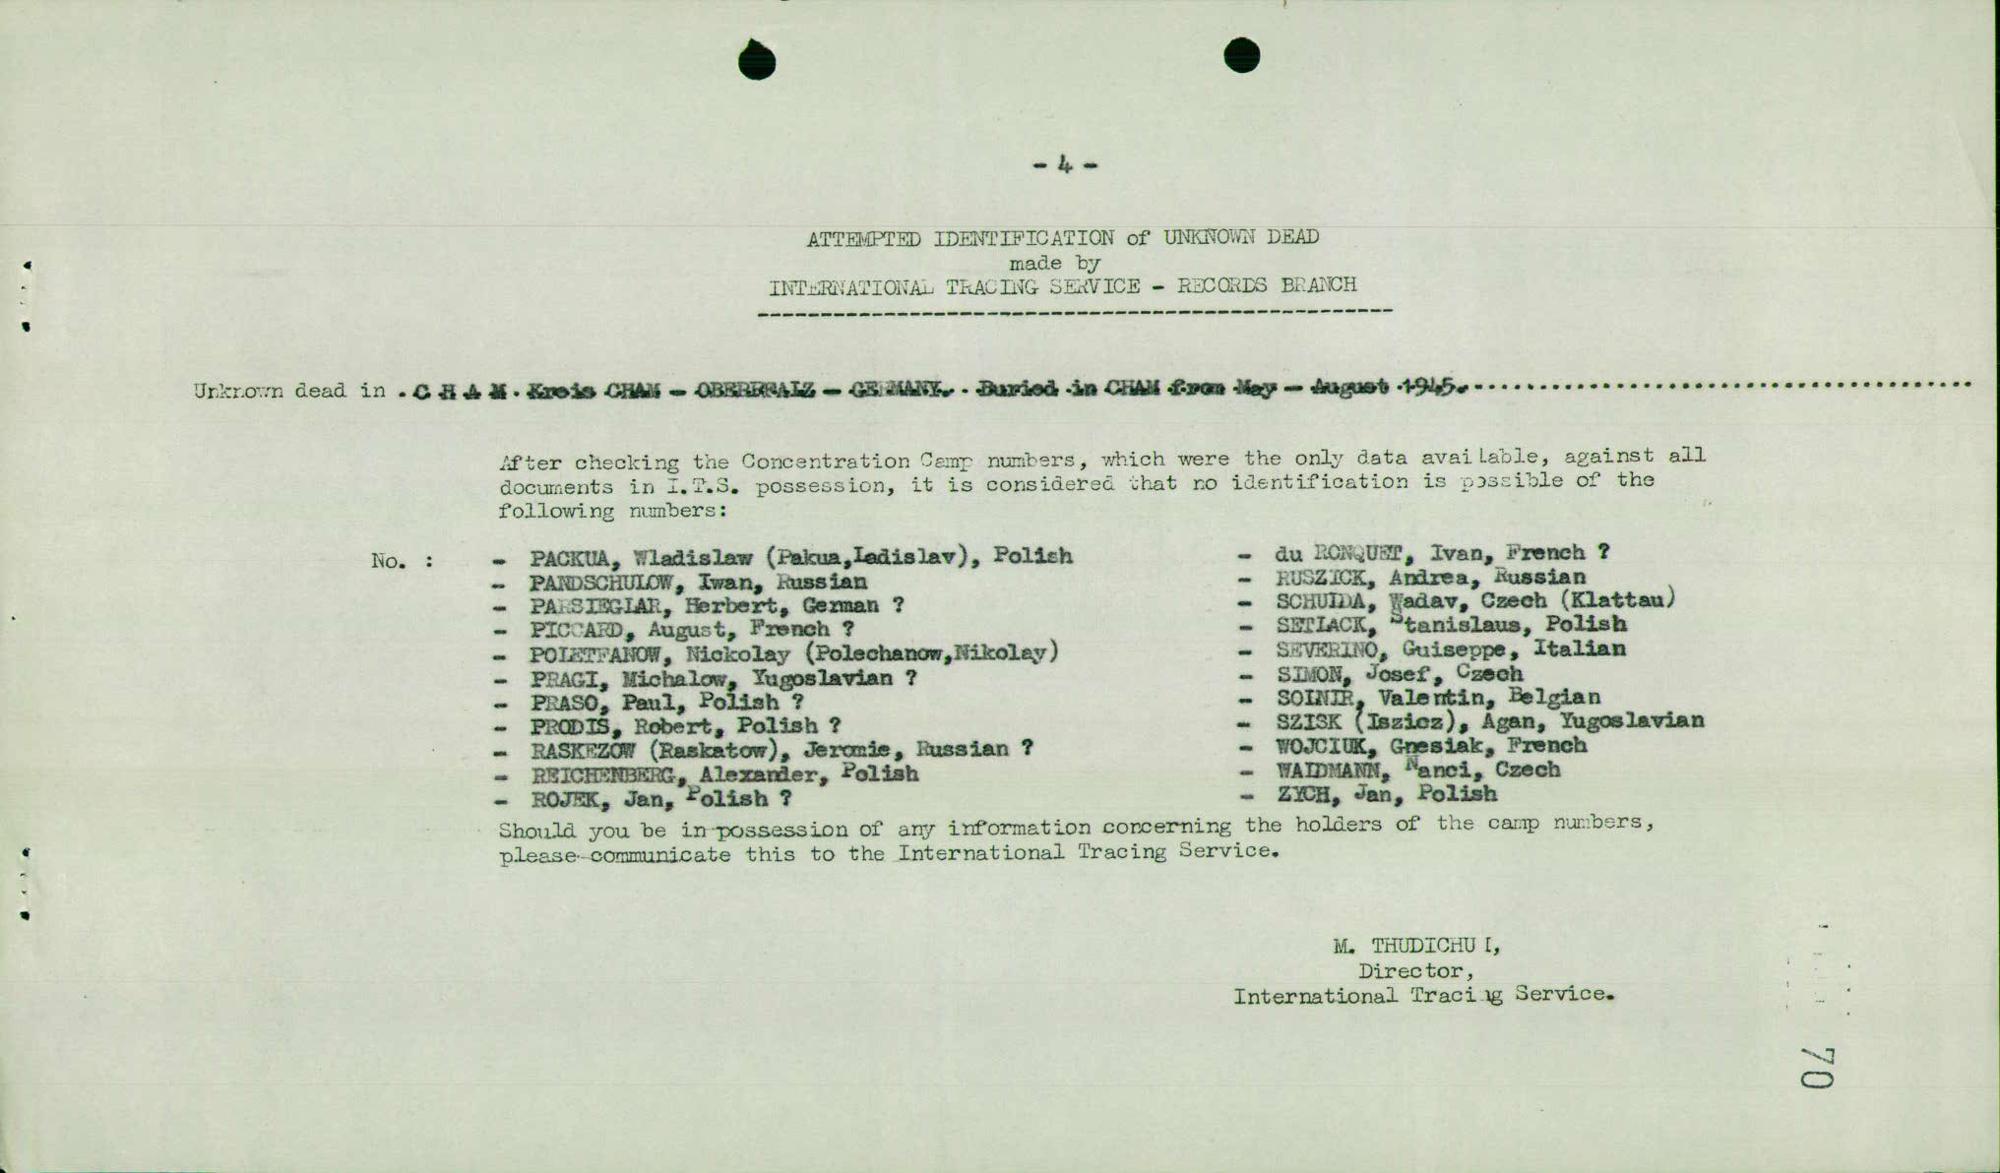 - 4 -
ATTEMPTED IDENTIFICATION of UNKNOWN DEAD
made by
INTERNATIONAL TRACING SERVICE - RECORDS BRANCH
Unknown dead in . C H A M . Kreis CHAM - OBERPFALZ - GERMANY. . Buried in CHAM from May - August 1945.
After checking the Concentration Camp numbers, which were the only data available, against all
documents in I.T.S. possession, it is considered that no identification is possible of the
following numbers:
No. :
- PACKUA, Wladislaw (Pakua,Ladislav), Polish
- PANDSCHULOW, Iwan, Russian
- PARSIEGLAR, Herbert, German ?
- PICCARD, August, French ?
- POLETFANOW, Nickolay (Polechanow,Nikolay)
- PRAGI, Michalow, Yugoslavian ?
- PRASO, Paul, Polish ?
- PRODIS, Robert, Polish ?
- RASKEZOW (Raskatow), Jeromie, Russian ?
- REICHENBERG, Alexander, Polish
- ROJEK, Jan, Polish ?
- du RONQUET, Ivan, French ?
- RUSZICK, Andrea, Russian
- SCHULDA, Wadav, Czech (Klattau)
- SETLACK, Stanislaus, Polish
- SEVERINO, Guiseppe, Italian
- SIMON, Josef, Czech
- SOINIR, Valentin, Belgian
- SZISK (Iszicz), Agan, Yugoslavian
- WOJCIUK, Gnesiak, French
- WAIDMANN, Nanci, Czech
- ZYCH, Jan, Polish
Should you be in possession of any information concerning the holders of the camp numbers,
please communicate this to the International Tracing Service.
M. THUDICHUM,
Director,
International Tracing Service.
70